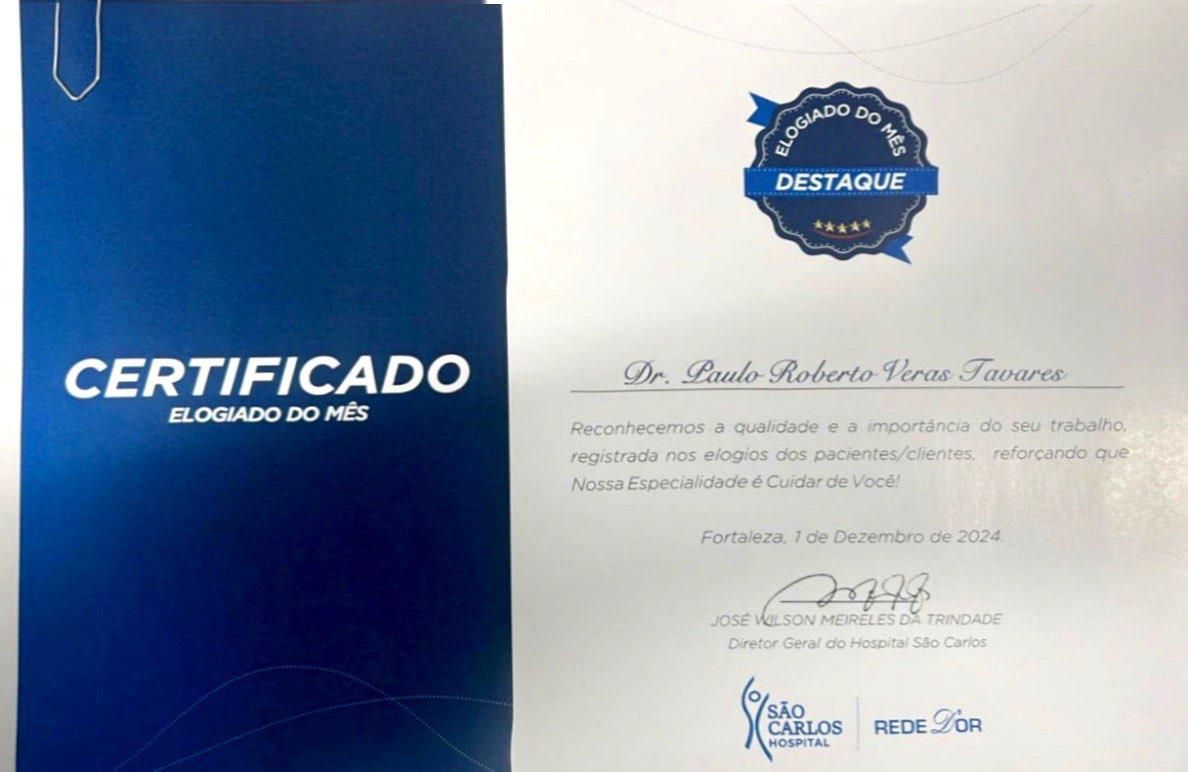 CERTIFICADO
ELOGIADO DO MÊS
ELOGIADO DO MÊS
DESTAQUE
Dr. Paulo Roberto Veras Tavares
Reconhecemos a qualidade e a importância do seu trabalho,
registrada nos elogios dos pacientes/clientes, reforçando que
Nossa Especialidade é Cuidar de Você!
Fortaleza, 1 de Dezembro de 2024.
JOSÉ WILSON MEIRELES DA TRINDADE
Diretor Geral do Hospital São Carlos
SÃO
CARLOS
HOSPITAL
REDE D'OR